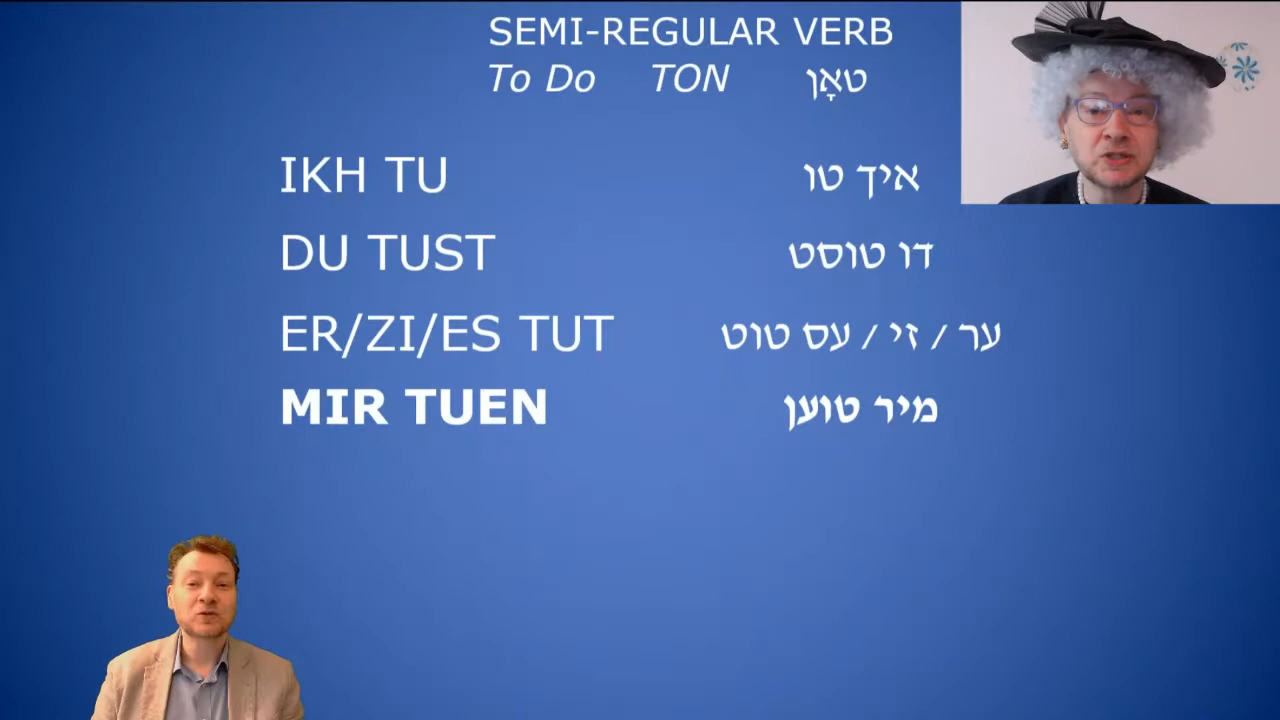 SEMI-REGULAR VERB
To Do TON טאָן
IKH TU איך טו
DU TUST דו טוסט
ER/ZI/ES TUT ער / זי / עס טוט
MIR TUEN מיר טוען